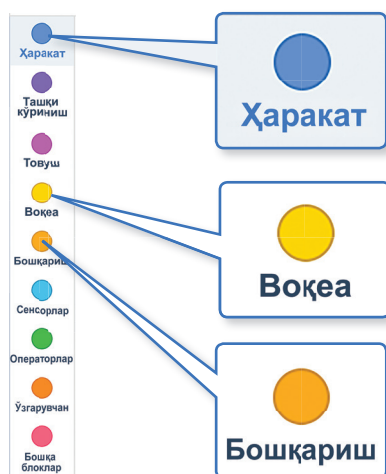 Ҳаракат
Ташқи
кўриниш
Товуш
Воқеа
Бошқариш
Сенсорлар
Операторлар
Ўзгарувчан
Бошқа
блоклар
Ҳаракат
Воқеа
Бошқариш